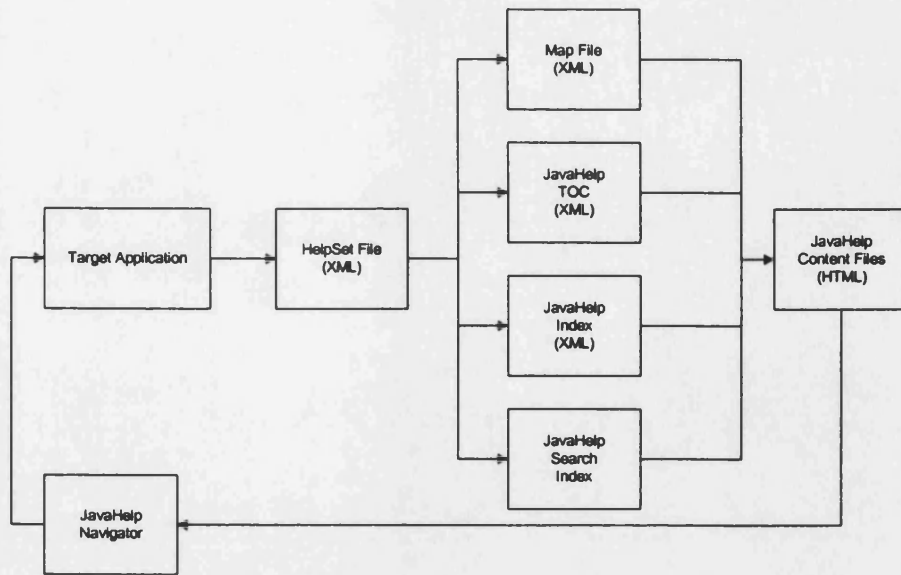 Map File
(XML)
JavaHelp
TOC
(XML)
Target Application
HelpSet File
(XML)
JavaHelp
Content Files
(HTML)
JavaHelp
Index
(XML)
JavaHelp
Search
Index
JavaHelp
Navigator